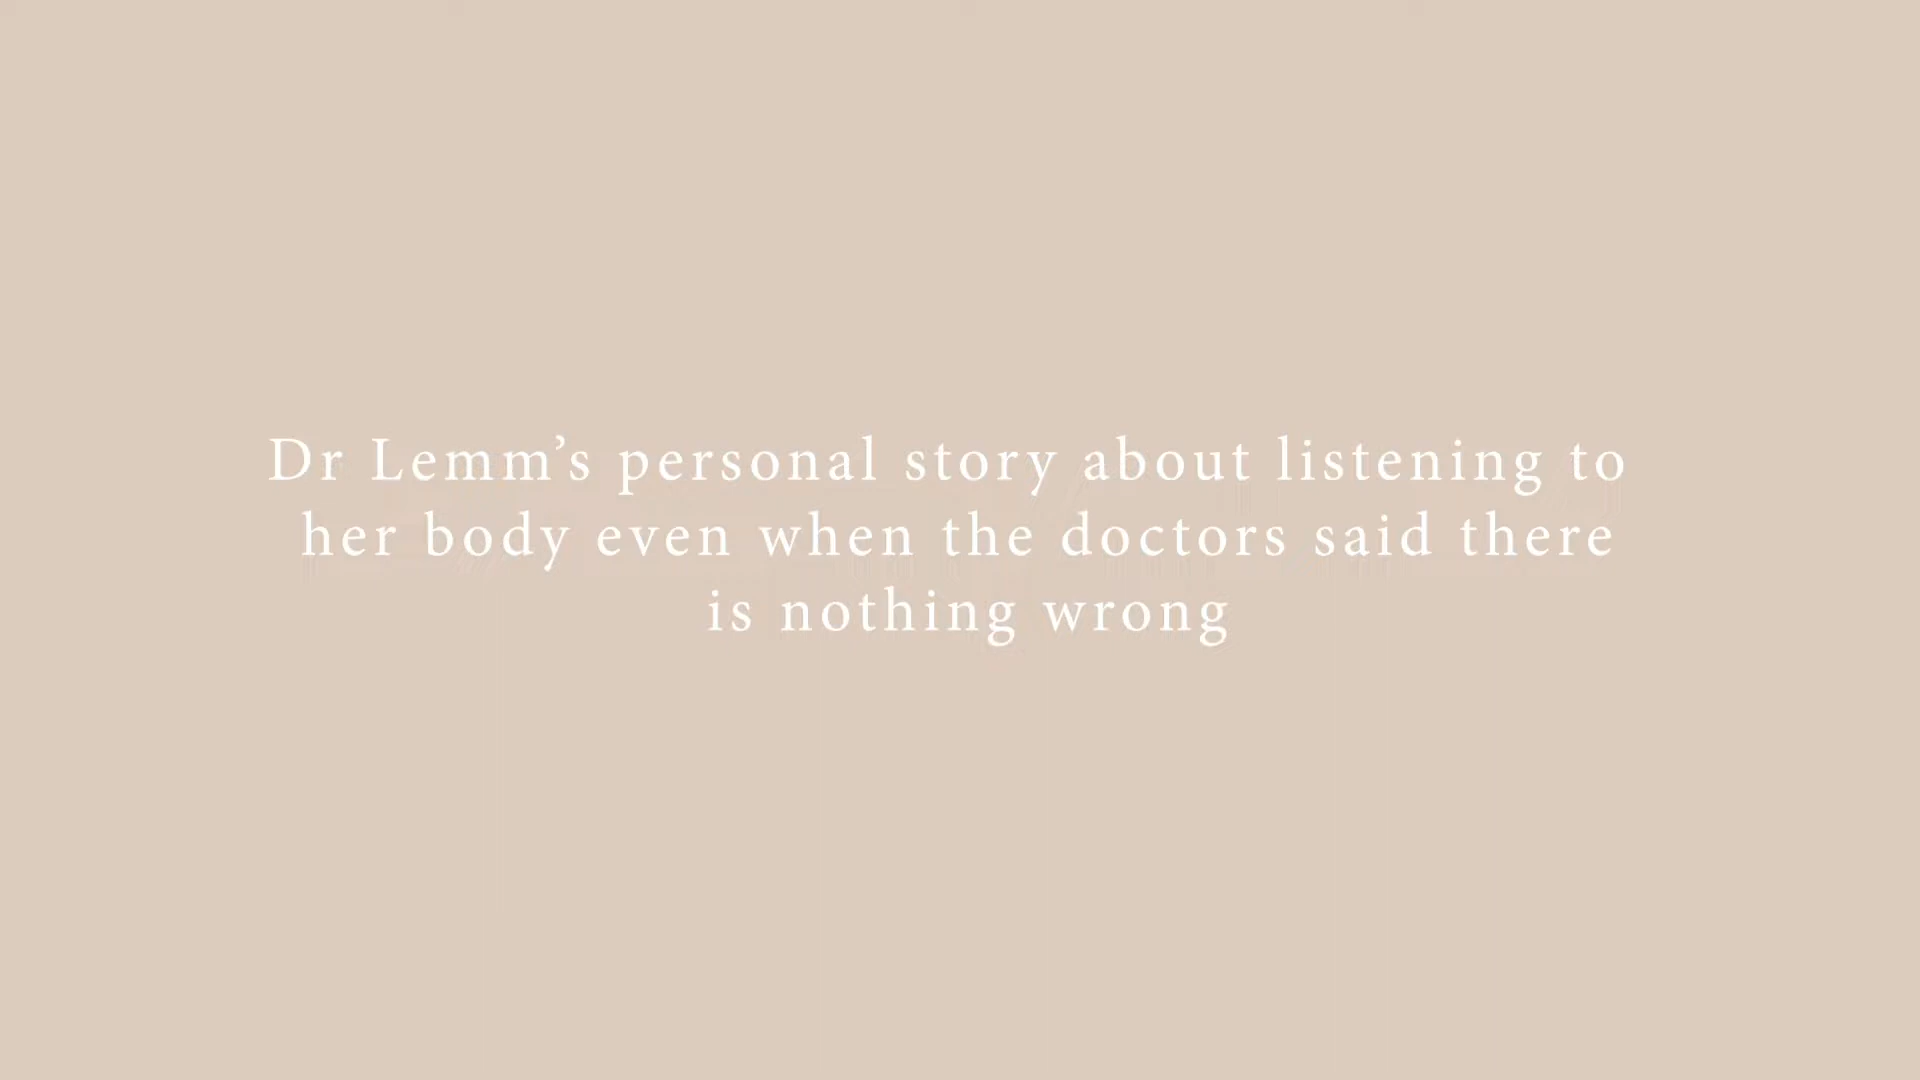 Dr Lemm’s personal story about listening to
her body even when the doctors said there
is nothing wrong